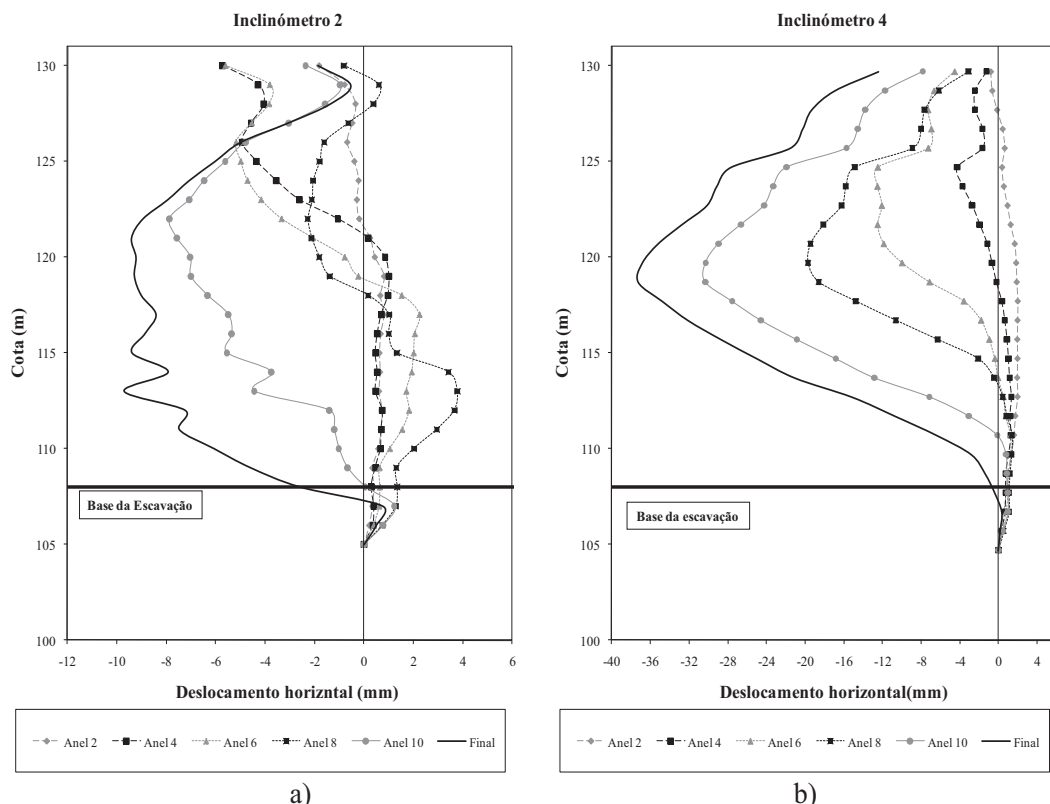 Inclinómetro 2
130
125
120
115
110
105
100
Cota (m)
Base da Escavação
-12 -10 -8 -6 -4 -2 0 2 4 6
Deslocamento horizntal (mm)
Anel 2 Anel 4 Anel 6 Anel 8 Anel 10 Final
a)
Inclinómetro 4
130
125
120
115
110
105
100
Cota (m)
Base da escavação
-40 -36 -32 -28 -24 -20 -16 -12 -8 -4 0 4
Deslocamento horizontal(mm)
Anel 2 Anel 4 Anel 6 Anel 8 Anel 10 Final
b)